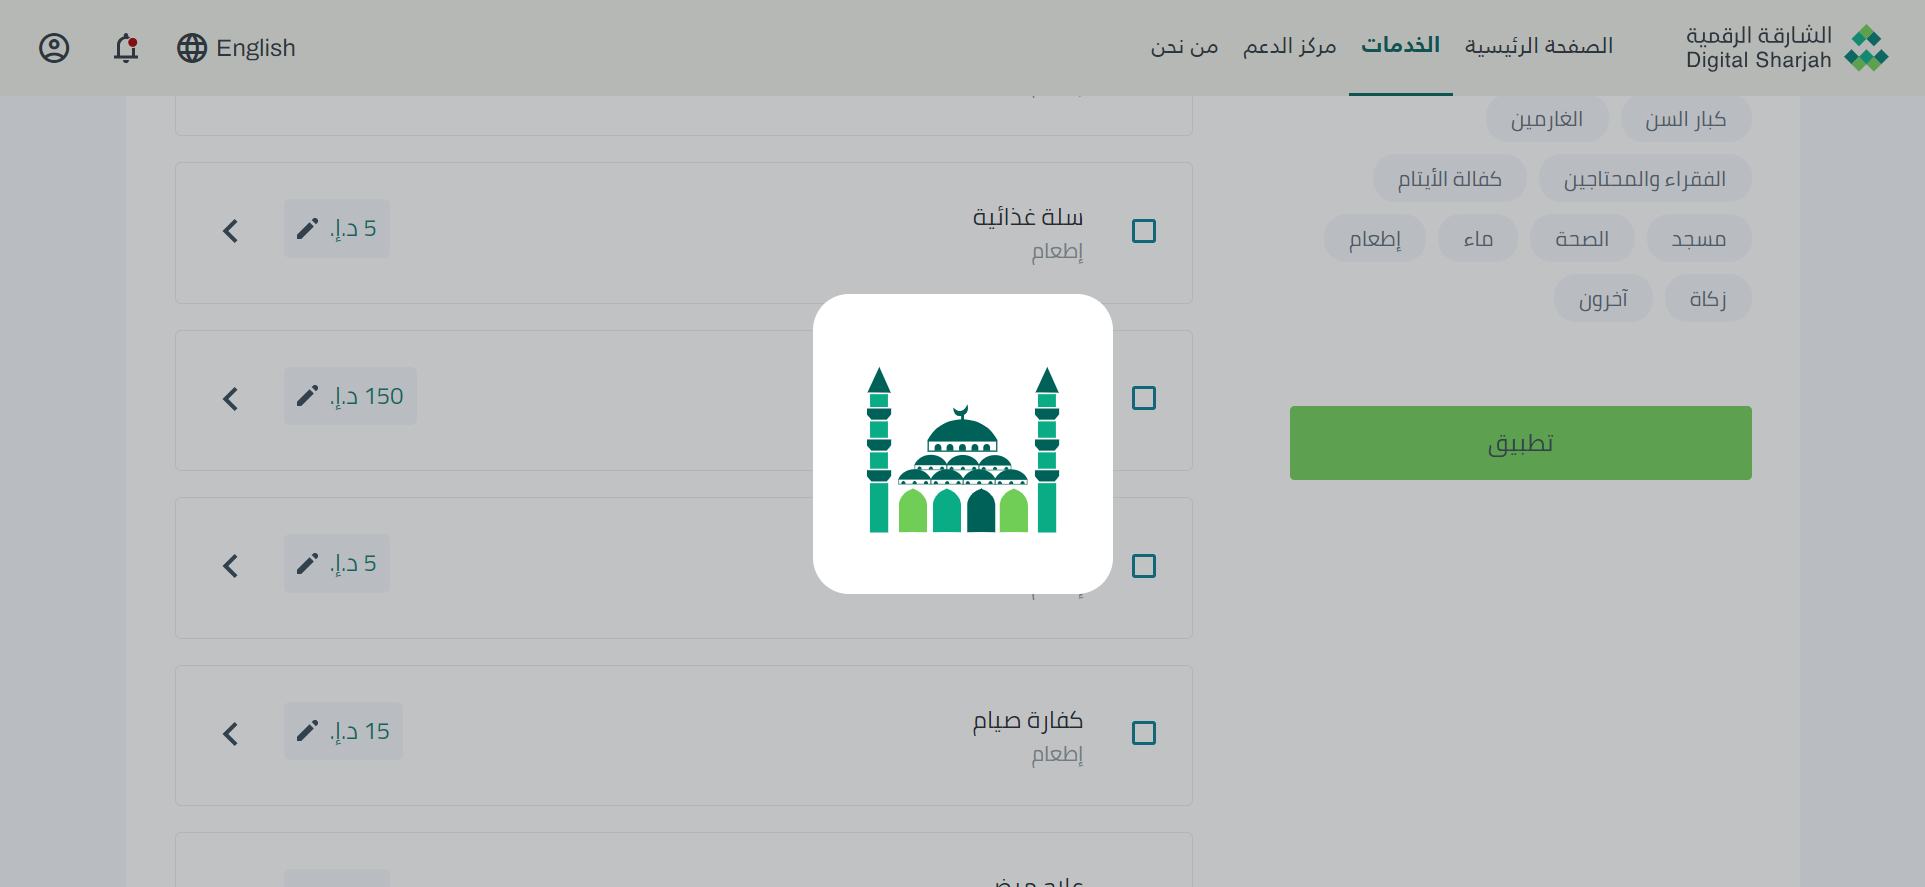 الشارقة الرقمية
Digital Sharjah
الصفحة الرئيسية
الخدمات
مركز الدعم
من نحن
English
كبار السن
الغارمين
الفقراء والمحتاجين
كفالة الأيتام
مسجد
الصحة
ماء
إطعام
زكاة
آخرون
تطبيق
سلة غذائية
إطعام
5 د.إ.
150 د.إ.
5 د.إ.
كفارة صيام
إطعام
15 د.إ.